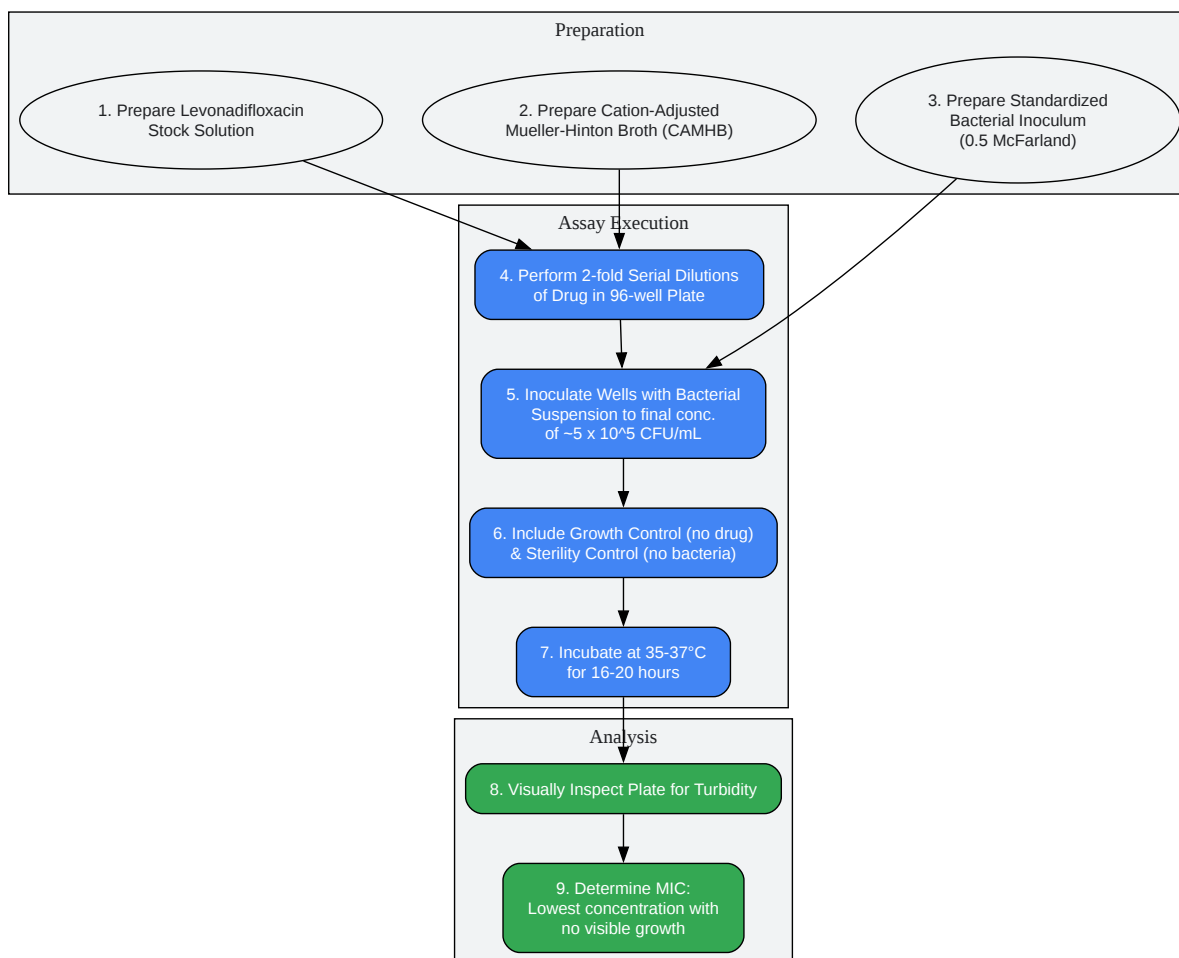 Preparation
1. Prepare Levonadifloxacin
Stock Solution
2. Prepare Cation-Adjusted
Mueller-Hinton Broth (CAMHB)
3. Prepare Standardized
Bacterial Inoculum
(0.5 McFarland)
Assay Execution
4. Perform 2-fold Serial Dilutions
of Drug in 96-well Plate
5. Inoculate Wells with Bacterial
Suspension to final conc.
of ~5 x 10^5 CFU/mL
6. Include Growth Control (no drug)
& Sterility Control (no bacteria)
7. Incubate at 35-37°C
for 16-20 hours
Analysis
8. Visually Inspect Plate for Turbidity
9. Determine MIC:
Lowest concentration with
no visible growth